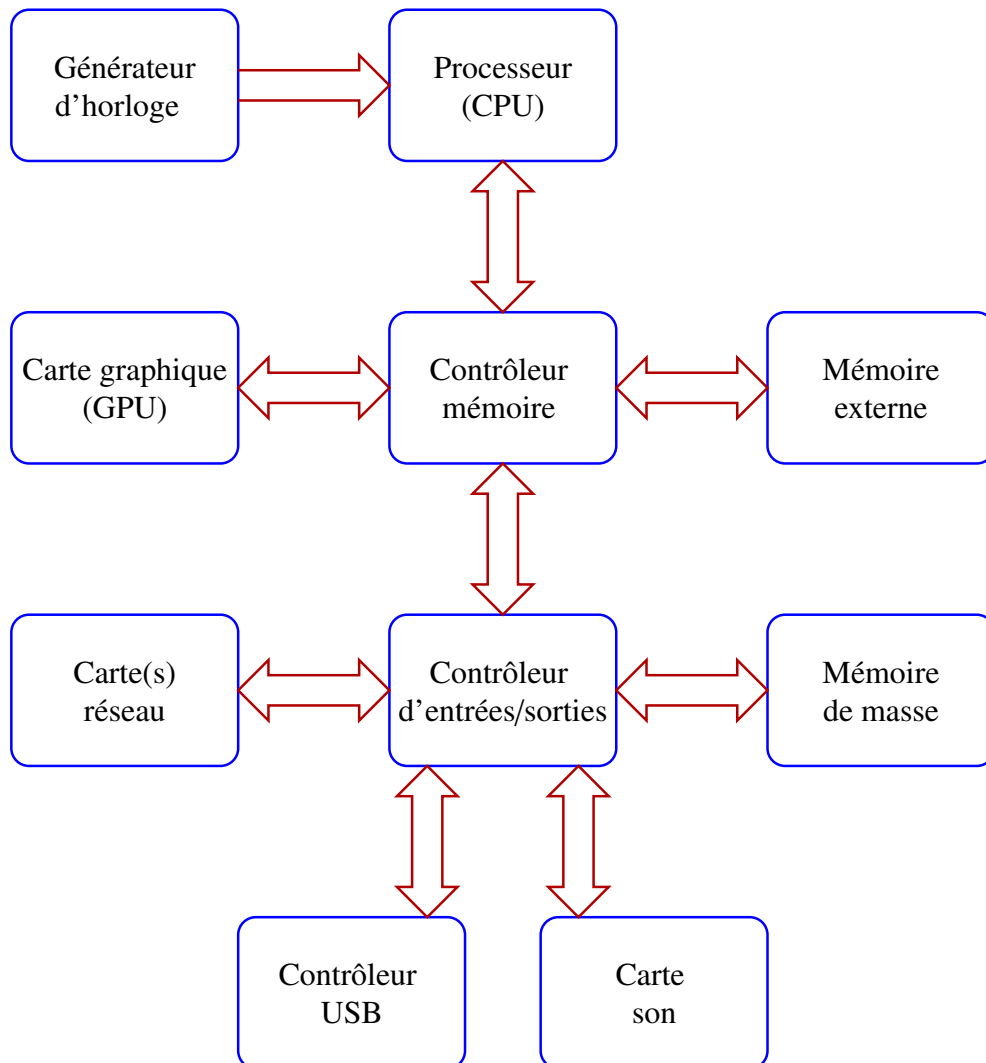 Générateur
d'horloge
Processeur
(CPU)
Carte graphique
(GPU)
Contrôleur
mémoire
Mémoire
externe
Carte(s)
réseau
Contrôleur
d'entrées/sorties
Mémoire
de masse
Contrôleur
USB
Carte
son